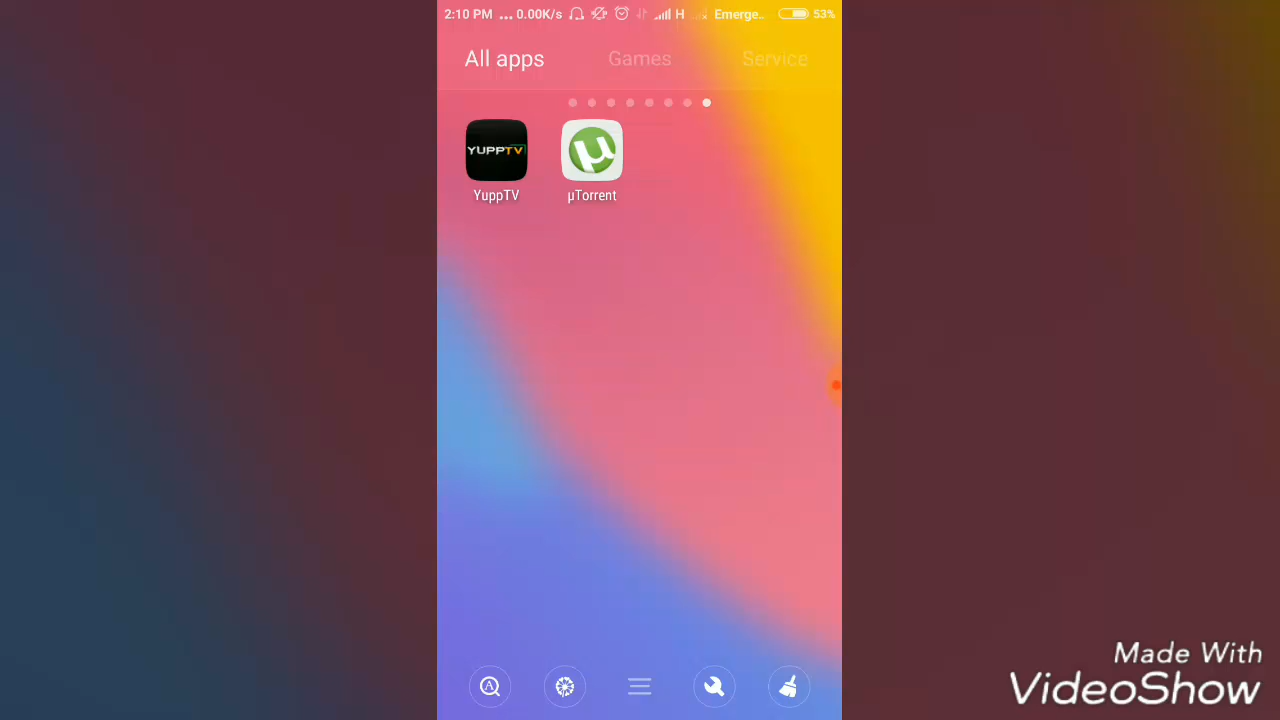 2:10 PM ... 0.00K/s H Emerge.. 53%
All apps Games Service
YUPPTV µ
YuppTV µTorrent
A
Made With
VideoShow